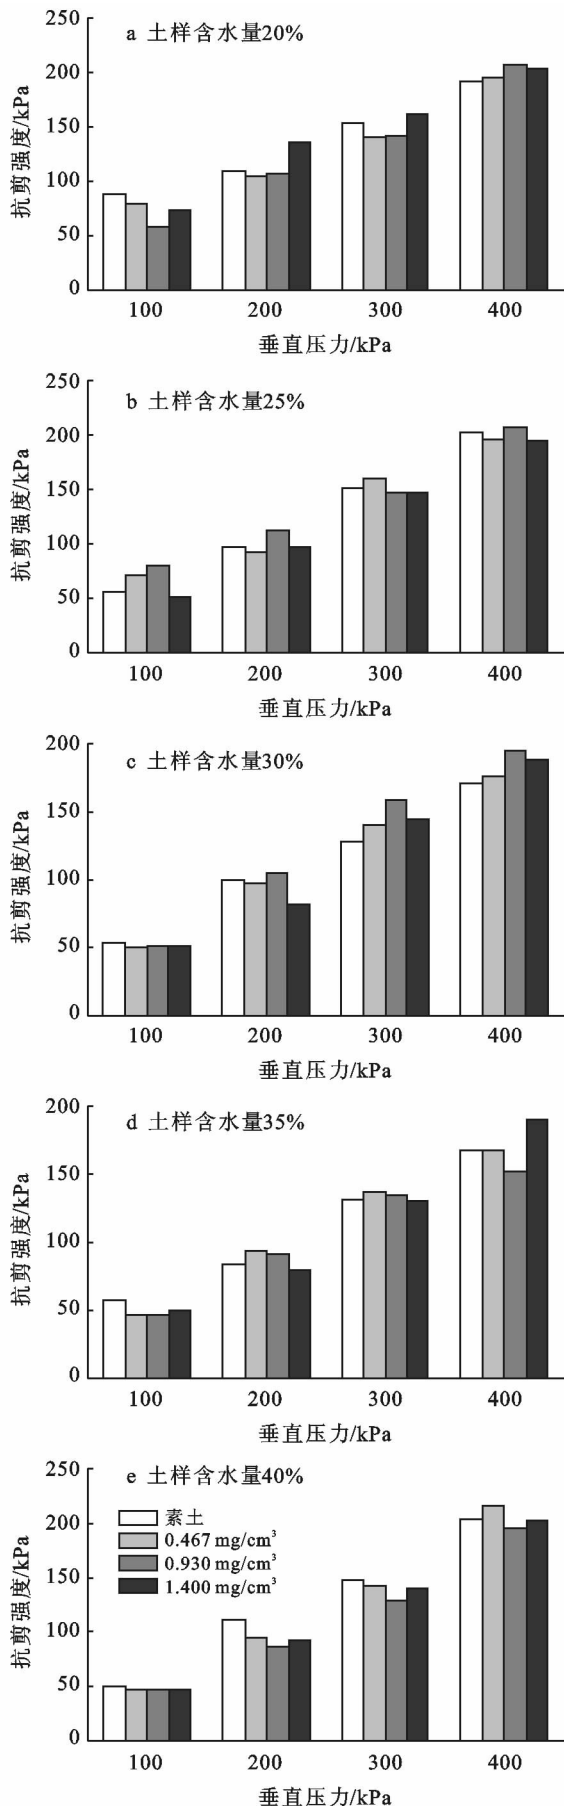 a 土样含水量20%
抗剪强度/kPa
250
200
150
100
50
0
100 200 300 400
垂直压力/kPa
b 土样含水量25%
抗剪强度/kPa
250
200
150
100
50
0
100 200 300 400
垂直压力/kPa
c 土样含水量30%
抗剪强度/kPa
200
150
100
50
0
100 200 300 400
垂直压力/kPa
d 土样含水量35%
抗剪强度/kPa
200
150
100
50
0
100 200 300 400
垂直压力/kPa
e 土样含水量40%
素土
0.467 mg/cm³
0.930 mg/cm³
1.400 mg/cm³
抗剪强度/kPa
250
200
150
100
50
0
100 200 300 400
垂直压力/kPa